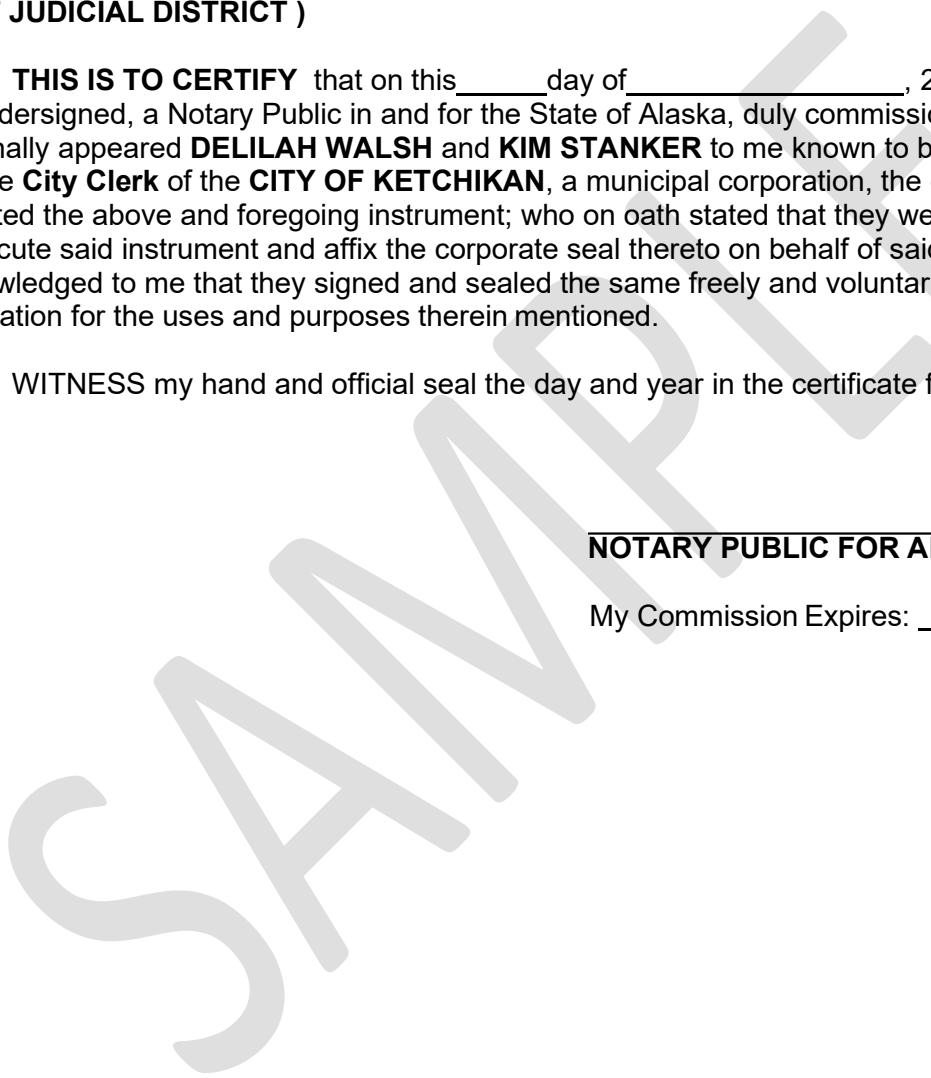 JUDICIAL DISTRICT )
THIS IS TO CERTIFY that on this______day of__________________, 2
dersigned, a Notary Public in and for the State of Alaska, duly commissio
nally appeared DELILAH WALSH and KIM STANKER to me known to b
e City Clerk of the CITY OF KETCHIKAN, a municipal corporation, the
ted the above and foregoing instrument; who on oath stated that they we
cute said instrument and affix the corporate seal thereto on behalf of said
wledged to me that they signed and sealed the same freely and voluntar
ation for the uses and purposes therein mentioned.
WITNESS my hand and official seal the day and year in the certificate f
NOTARY PUBLIC FOR AL
My Commission Expires: _
SAMPLE